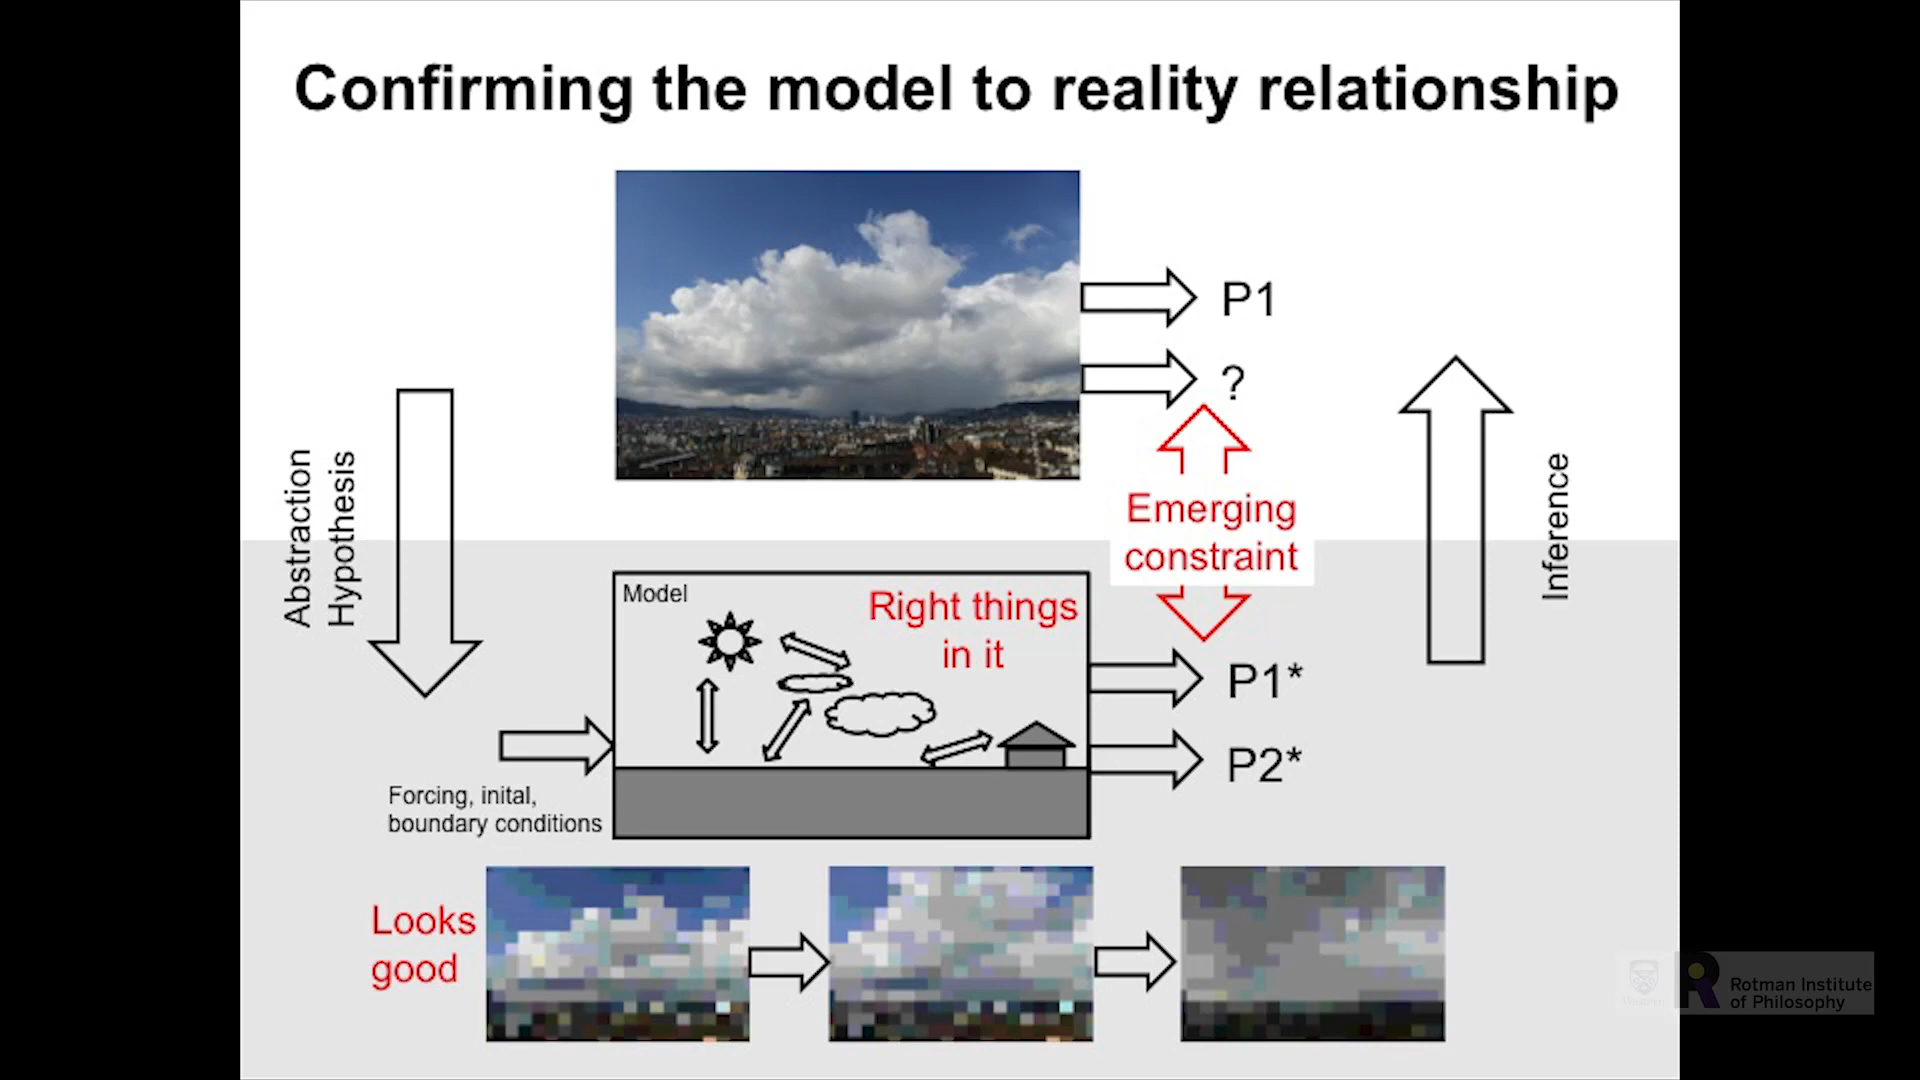 Confirming the model to reality relationship
P1
?
Abstraction
Hypothesis
Emerging
constraint
Inference
Model
Right things
in it
P1*
P2*
Forcing, inital,
boundary conditions
Looks
good
Rotman Institute
of Philosophy